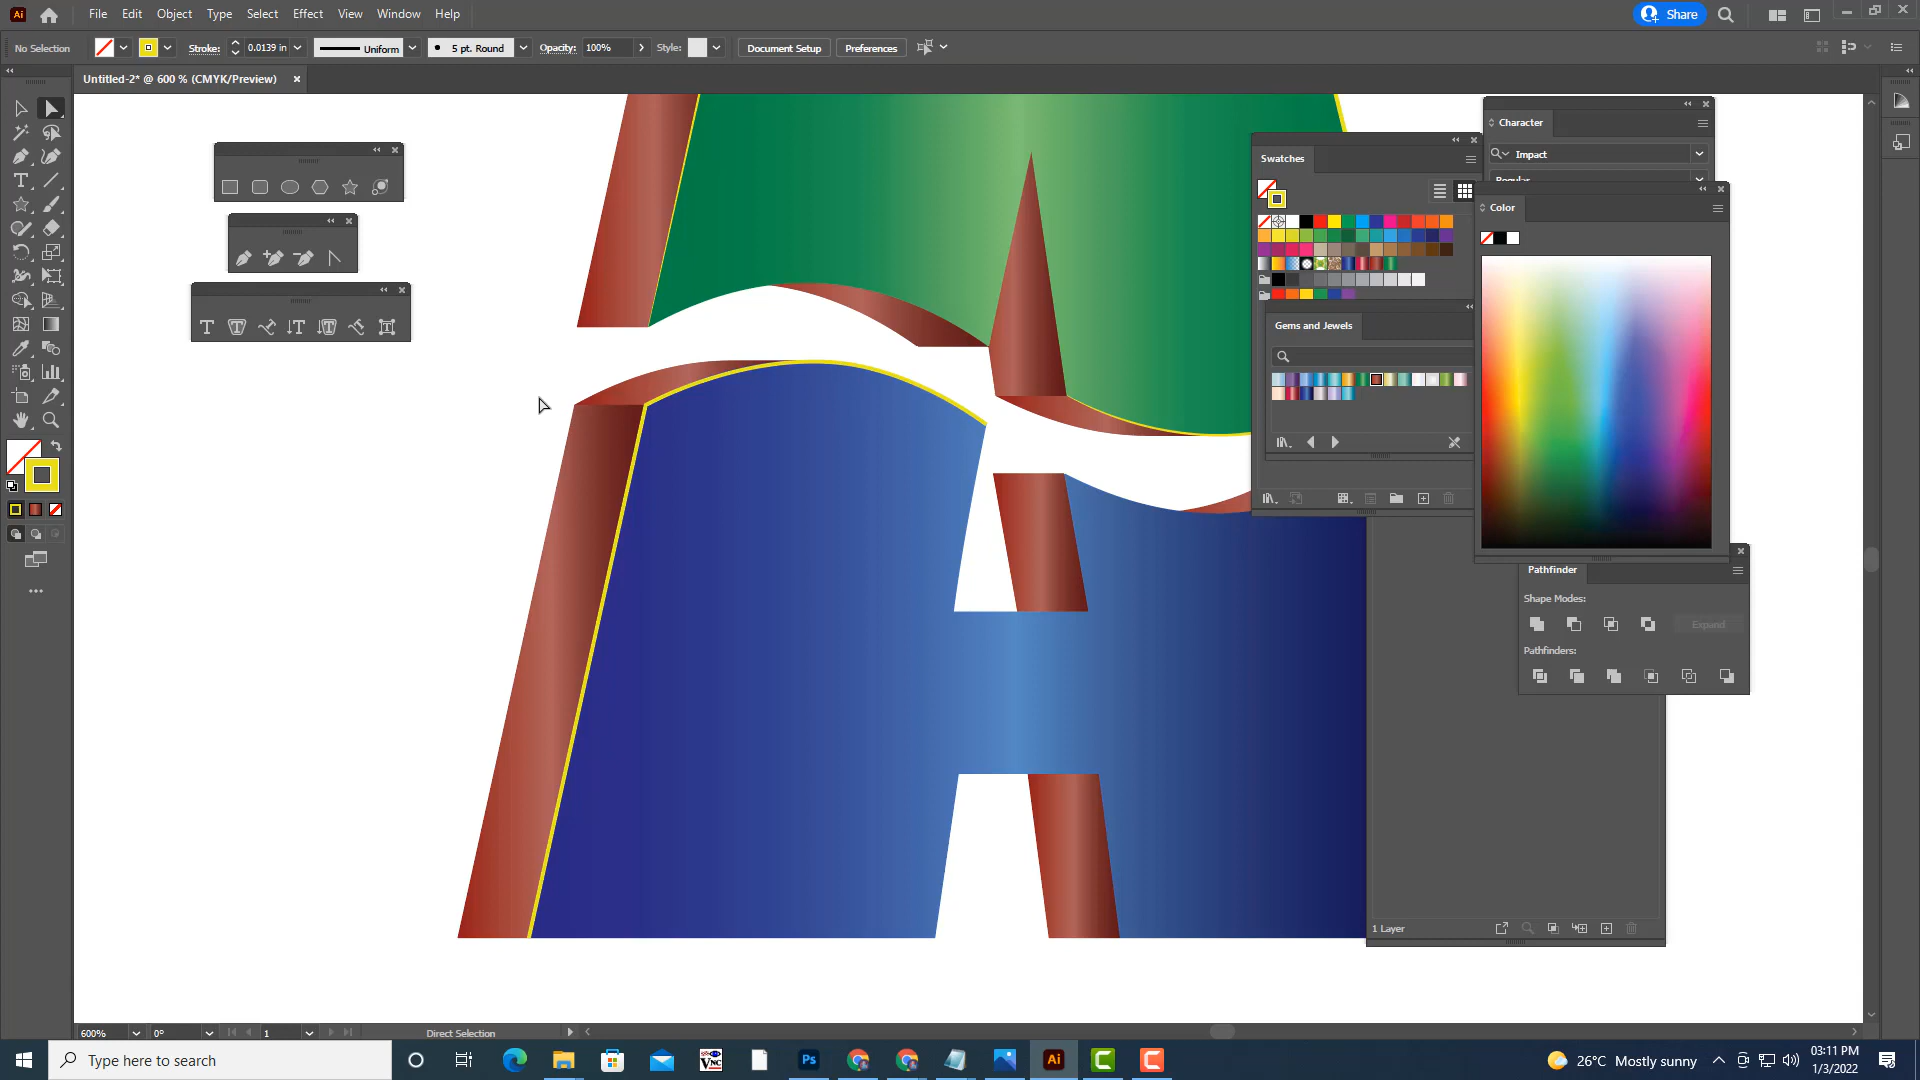 Ai File Edit Object Type Select Effect View Window Help Share
No Selection Stroke: 0.0139 in Uniform 5 pt. Round Opacity: 100% Style: Document Setup Preferences
Untitled-2* @ 600 % (CMYK/Preview)
Character
Impact
Swatches
Color
Gems and Jewels
Pathfinder
Shape Modes:
Expand
Pathfinders:
1 Layer
600% 0° 1 Direct Selection
Type here to search
Ps
Ai
26°C Mostly sunny
03:11 PM
1/3/2022